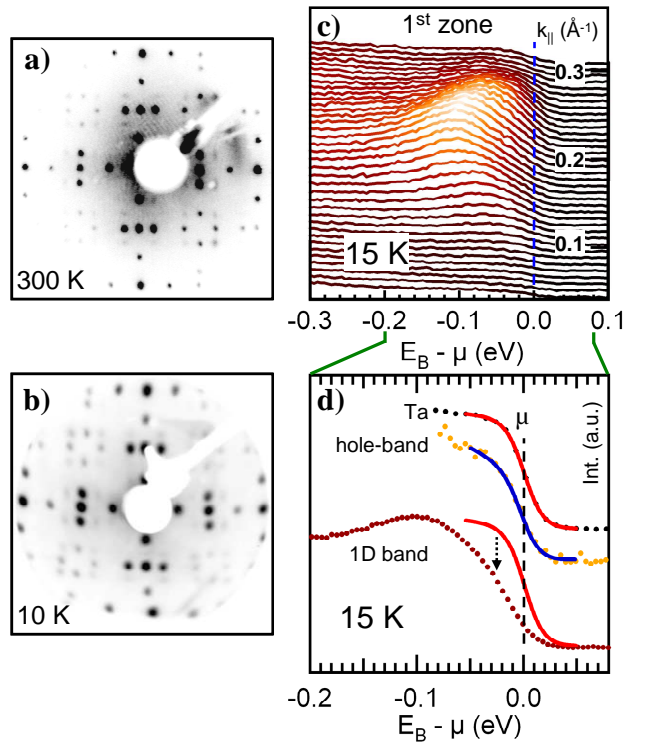 a)
300 K
b)
10 K
c)
1st zone
k|| (Å-1)
0.3
0.2
0.1
15 K
-0.3 -0.2 -0.1 0.0 0.1
EB - μ (eV)
d)
Ta
μ
hole-band
Int. (a.u.)
1D band
15 K
-0.2 -0.1 0.0
EB - μ (eV)